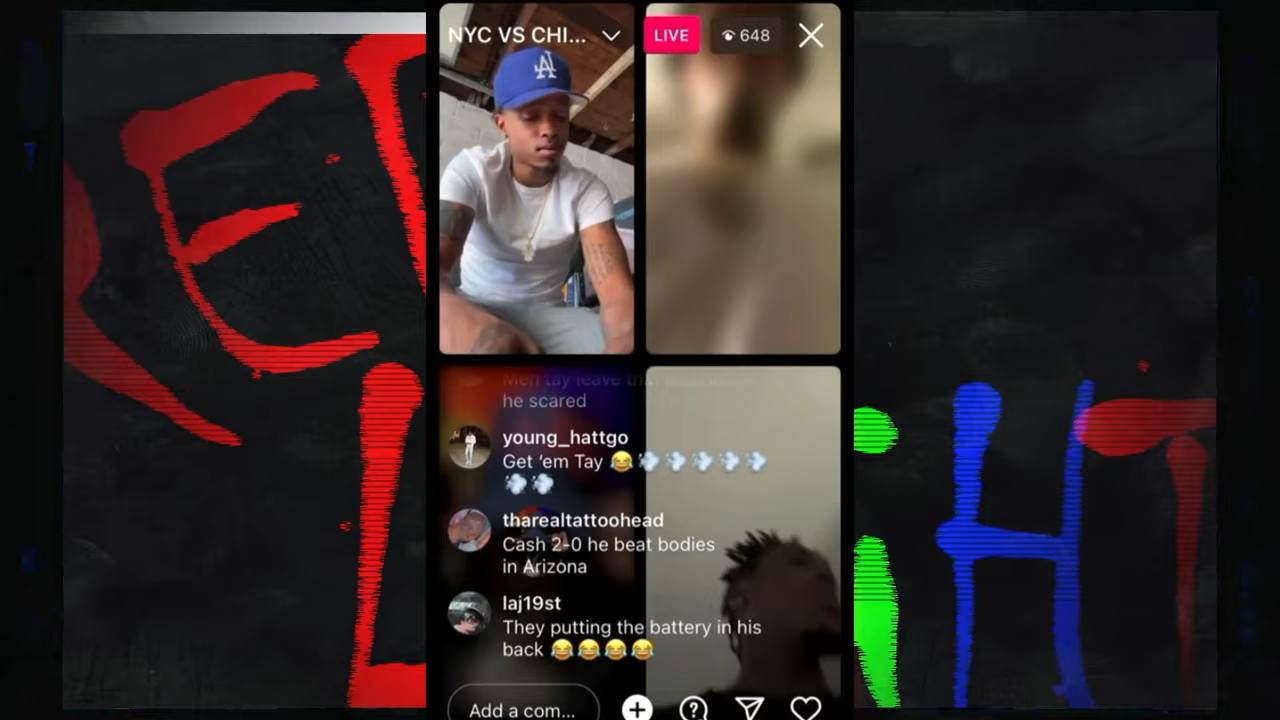 NYC VS CHI...
LIVE
648
he scared
young_hattgo
Get ‘em Tay 😂💨💨💨💨💨
💨💨
tharealtattoohead
Cash 2-0 he beat bodies
in Arizona
laj19st
They putting the battery in his
back 😂😂😂😂
Add a com...
E
L
H